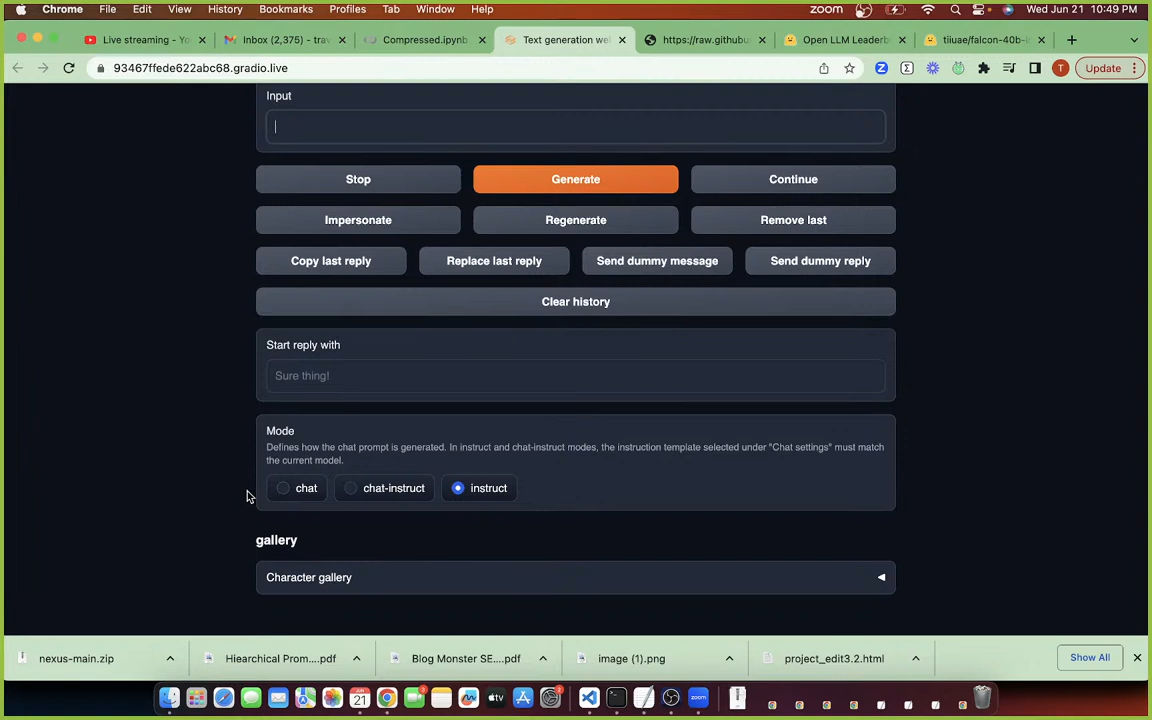 Chrome File Edit View History Bookmarks Profiles Tab Window Help zoom Wed Jun 21 10:49 PM
Live streaming - Yo Inbox (2,375) - trav Compressed.ipynb Text generation we https://raw.githubu Open LLM Leaderb tiiuae/falcon-40b-i
93467ffede622abc68.gradio.live T Update
Input
Stop Generate Continue
Impersonate Regenerate Remove last
Copy last reply Replace last reply Send dummy message Send dummy reply
Clear history
Start reply with
Sure thing!
Mode
Defines how the chat prompt is generated. In instruct and chat-instruct modes, the instruction template selected under "Chat settings" must match
the current model.
chat chat-instruct instruct
gallery
Character gallery
nexus-main.zip Hiearchical Prom....pdf Blog Monster SE....pdf image (1).png project_edit3.2.html Show All
21 tv zoom